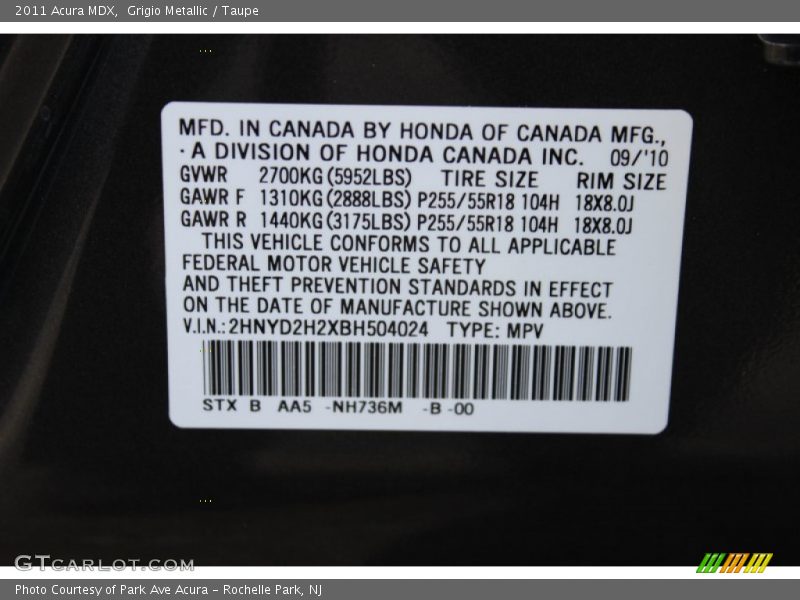 2011 Acura MDX,  Grigio Metallic / Taupe
MFD. IN CANADA BY HONDA OF CANADA MFG.,
A DIVISION OF HONDA CANADA INC.   09/'10
GVWR   2700KG(5952LBS)   TIRE SIZE   RIM SIZE
GAWR F  1310KG(2888LBS) P255/55R18 104H  18X8.0J
GAWR R  1440KG(3175LBS) P255/55R18 104H  18X8.0J
THIS VEHICLE CONFORMS TO ALL APPLICABLE
FEDERAL MOTOR VEHICLE SAFETY
AND THEFT PREVENTION STANDARDS IN EFFECT
ON THE DATE OF MANUFACTURE SHOWN ABOVE.
V.I.N.:2HNYD2H2XBH504024   TYPE: MPV
STX  B   AA5  -NH736M   -B -00
GTCARLOT.COM
Photo Courtesy of Park Ave Acura - Rochelle Park, NJ